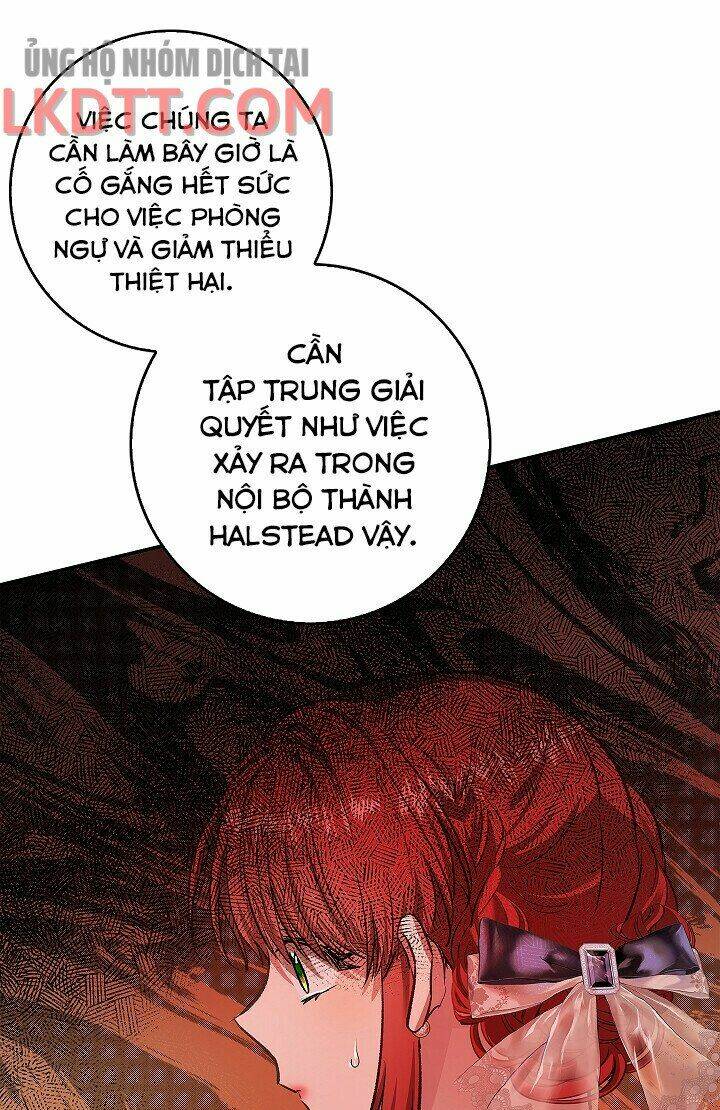 ỦNG HỘ NHÓM DỊCH TẠI
LKDTT.COM
VIỆC CHÚNG TA
CẦN LÀM BÂY GIỜ LÀ
CỐ GẮNG HẾT SỨC
CHO VIỆC PHÒNG
NGỰ VÀ GIẢM THIỂU
THIỆT HẠI.
CẦN
TẬP TRUNG GIẢI
QUYẾT NHƯ VIỆC
XẢY RA TRONG
NỘI BỘ THÀNH
HALSTEAD VẬY.